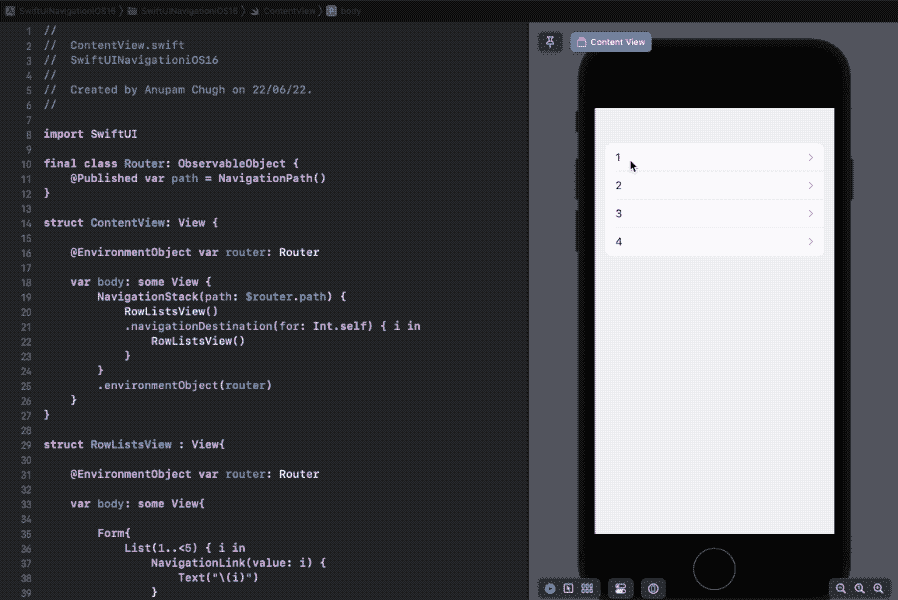 SwiftUINavigationiOS16 〉 SwiftUINavigationiOS16 〉 ContentView 〉 body
1 //
2 //  ContentView.swift
3 //  SwiftUINavigationiOS16
4 //
5 //  Created by Anupam Chugh on 22/06/22.
6 //
7
8 import SwiftUI
9
10 final class Router: ObservableObject {
11     @Published var path = NavigationPath()
12 }
13
14 struct ContentView: View {
15
16     @EnvironmentObject var router: Router
17
18     var body: some View {
19         NavigationStack(path: $router.path) {
20             RowListsView()
21             .navigationDestination(for: Int.self) { i in
22                 RowListsView()
23             }
24         }
25         .environmentObject(router)
26     }
27 }
28
29 struct RowListsView : View{
30
31     @EnvironmentObject var router: Router
32
33     var body: some View{
34
35         Form{
36             List(1..<5) { i in
37                 NavigationLink(value: i) {
38                     Text("\(i)")
39                 }
Content View
1
2
3
4